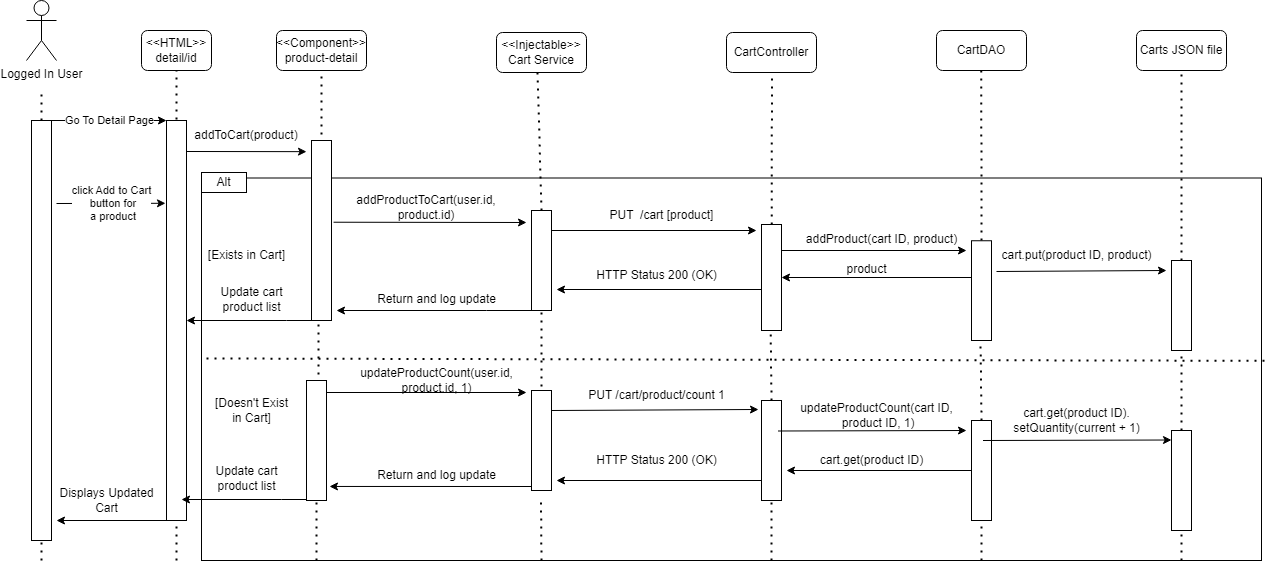 Logged In User
<<HTML>>
detail/id
<<Component>>
product-detail
<<Injectable>>
Cart Service
CartController
CartDAO
Carts JSON file
Go To Detail Page
addToCart(product)
Alt
click Add to Cart
button for
a product
addProductToCart(user.id,
product.id)
PUT /cart [product]
addProduct(cart ID, product)
cart.put(product ID, product)
[Exists in Cart]
product
HTTP Status 200 (OK)
Return and log update
Update cart
product list
updateProductCount(user.id,
product.id, 1)
[Doesn't Exist
in Cart]
PUT /cart/product/count 1
updateProductCount(cart ID,
product ID, 1)
cart.get(product ID).
setQuantity(current + 1)
cart.get(product ID)
HTTP Status 200 (OK)
Return and log update
Update cart
product list
Displays Updated
Cart